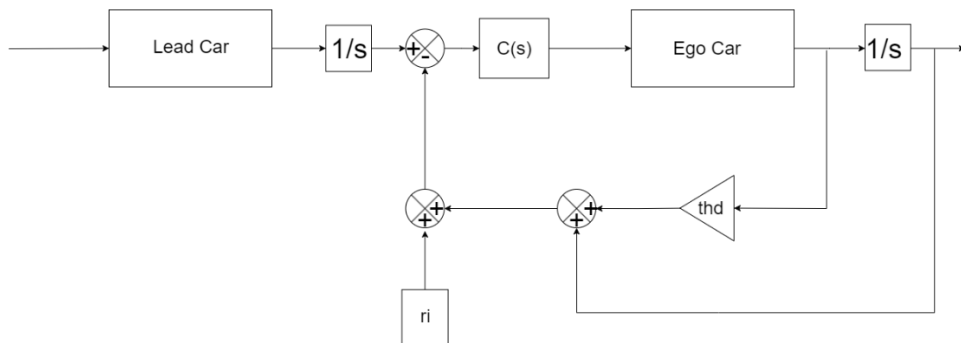 Lead Car
1/s
+
-
C(s)
Ego Car
1/s
+
+
+
+
thd
ri